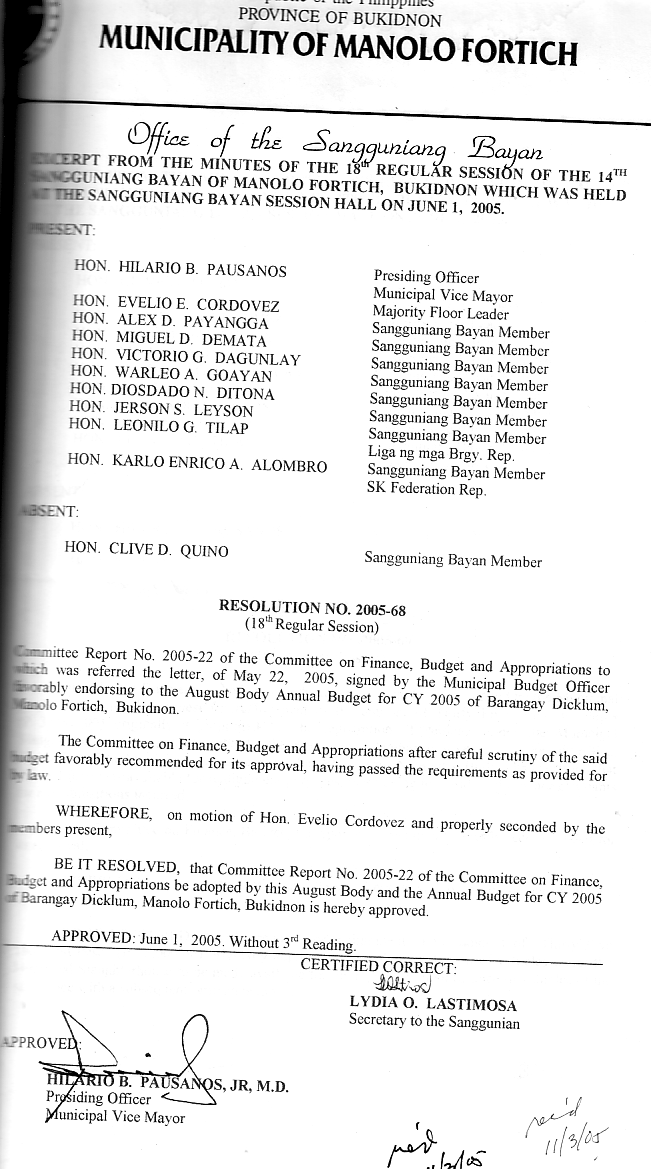 of the Philippines
PROVINCE OF BUKIDNON
MUNICIPALITY OF MANOLO FORTICH
Office of the Sangguniang Bayan
EXCERPT FROM THE MINUTES OF THE 18th REGULAR SESSION OF THE 14TH
SANGGUNIANG BAYAN OF MANOLO FORTICH, BUKIDNON WHICH WAS HELD
AT THE SANGGUNIANG BAYAN SESSION HALL ON JUNE 1, 2005.
PRESENT:
HON. HILARIO B. PAUSANOS Presiding Officer
Municipal Vice Mayor
HON. EVELIO E. CORDOVEZ Majority Floor Leader
HON. ALEX D. PAYANGGA Sangguniang Bayan Member
HON. MIGUEL D. DEMATA Sangguniang Bayan Member
HON. VICTORIO G. DAGUNLAY Sangguniang Bayan Member
HON. WARLEO A. GOAYAN Sangguniang Bayan Member
HON. DIOSDADO N. DITONA Sangguniang Bayan Member
HON. JERSON S. LEYSON Sangguniang Bayan Member
HON. LEONILO G. TILAP Sangguniang Bayan Member
Liga ng mga Brgy. Rep.
HON. KARLO ENRICO A. ALOMBRO Sangguniang Bayan Member
SK Federation Rep.
ABSENT:
HON. CLIVE D. QUINO Sangguniang Bayan Member
RESOLUTION NO. 2005-68
(18th Regular Session)
Committee Report No. 2005-22 of the Committee on Finance, Budget and Appropriations to
which was referred the letter, of May 22, 2005, signed by the Municipal Budget Officer
favorably endorsing to the August Body Annual Budget for CY 2005 of Barangay Dicklum,
Manolo Fortich, Bukidnon.
The Committee on Finance, Budget and Appropriations after careful scrutiny of the said
budget favorably recommended for its approval, having passed the requirements as provided for
by law.
WHEREFORE, on motion of Hon. Evelio Cordovez and properly seconded by the
members present,
BE IT RESOLVED, that Committee Report No. 2005-22 of the Committee on Finance,
Budget and Appropriations be adopted by this August Body and the Annual Budget for CY 2005
of Barangay Dicklum, Manolo Fortich, Bukidnon is hereby approved.
APPROVED: June 1, 2005. Without 3rd Reading.
CERTIFIED CORRECT:
LYDIA O. LASTIMOSA
Secretary to the Sanggunian
APPROVED:
HILARIO B. PAUSANOS, JR, M.D.
Presiding Officer
Municipal Vice Mayor
rec'd
11/3/05
rec'd